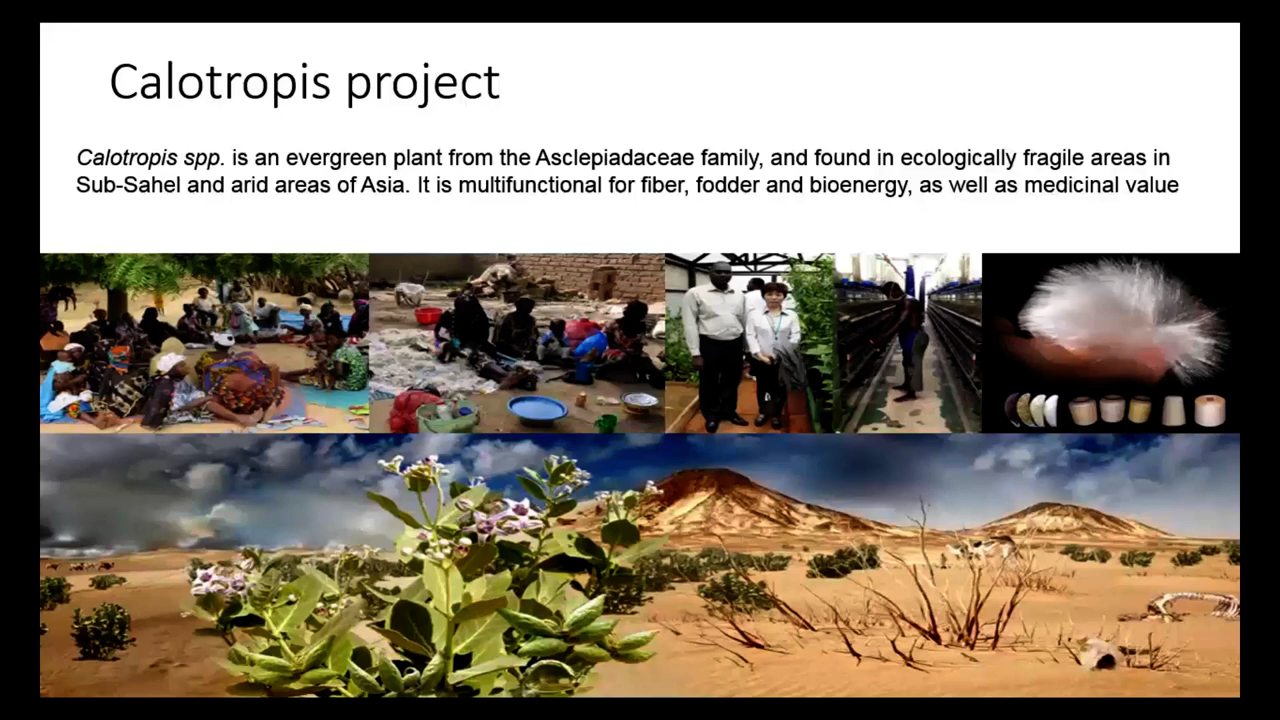 Calotropis project
Calotropis spp. is an evergreen plant from the Asclepiadaceae family, and found in ecologically fragile areas in
Sub-Sahel and arid areas of Asia. It is multifunctional for fiber, fodder and bioenergy, as well as medicinal value